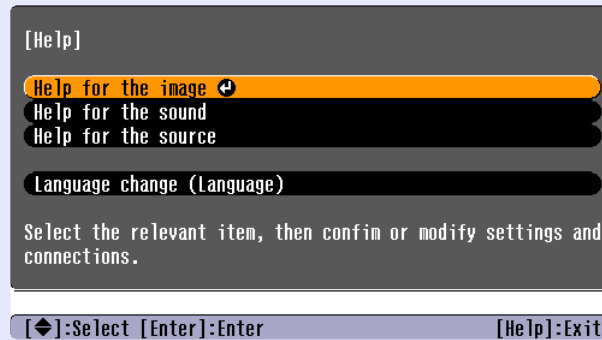 [Help]
Help for the image
Help for the sound
Help for the source
Language change (Language)
Select the relevant item, then confim or modify settings and
connections.
[◆]:Select [Enter]:Enter [Help]:Exit